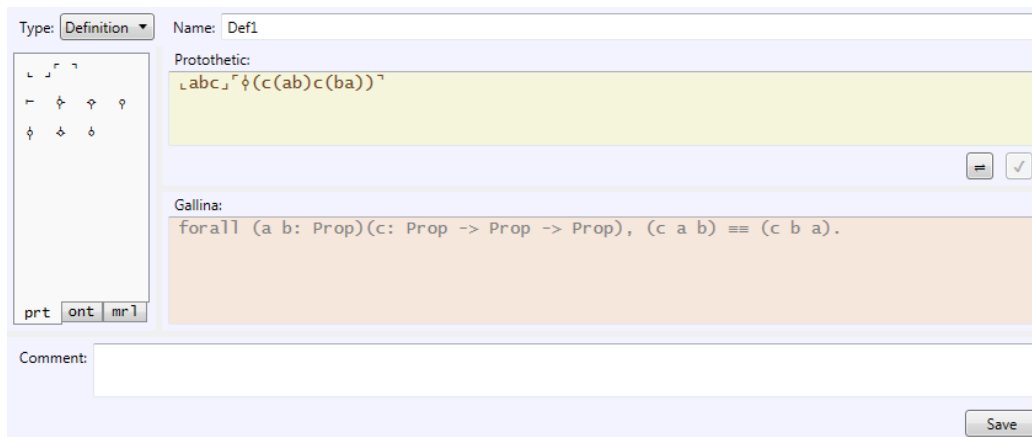 Type: Definition Name: Def1
Protothetic:
⌞abc⌟⌜ϕ(c(ab)c(ba))⌝
Gallina:
forall (a b: Prop)(c: Prop -> Prop -> Prop), (c a b) == (c b a).
prt ont mrl
Comment:
Save